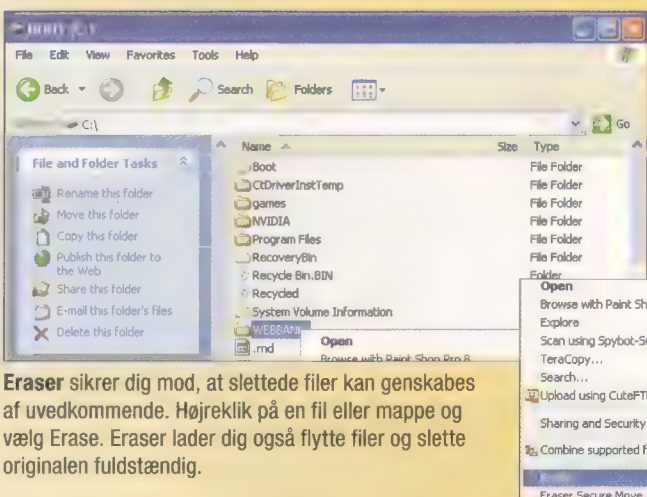 File Edit View Favorites Tools Help
Back Search Folders
C:\ Go
Name Size Type
File and Folder Tasks
Rename this folder
Move this folder
Copy this folder
Publish this folder to
the Web
Share this folder
E-mail this folder's files
Delete this folder
Boot File Folder
CtDriverInstTemp File Folder
games File Folder
NVIDIA File Folder
Program Files File Folder
RecoveryBin File Folder
Recycle Bin.BIN Folder
Recycled
System Volume Information
WEBBANK
.rnd
Open
Browse with Paint Shop Pro 8
Open
Browse with Paint Sh
Explore
Scan using Spybot-Se
TeraCopy...
Search...
Upload using CuteFTP
Sharing and Security
Combine supported f
Eraser Secure Move
Eraser sikrer dig mod, at slettede filer kan genskabes
af uvedkommende. Højreklik på en fil eller mappe og
vælg Erase. Eraser lader dig også flytte filer og slette
originalen fuldstændig.